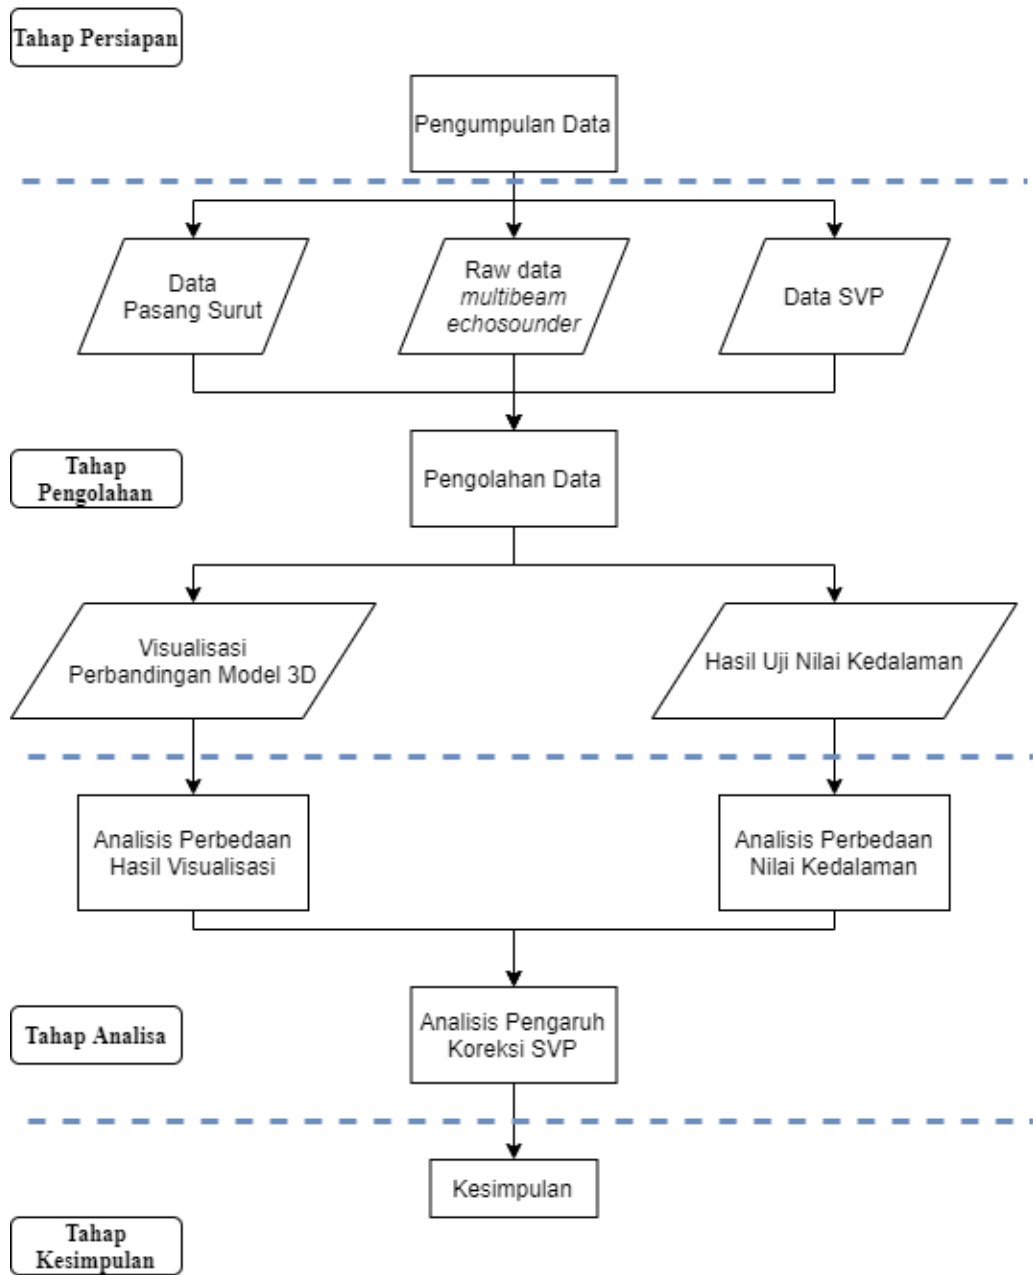 Tahap Persiapan
Pengumpulan Data
Data
Pasang Surut
Raw data
multibeam
echosounder
Data SVP
Tahap
Pengolahan
Pengolahan Data
Visualisasi
Perbandingan Model 3D
Hasil Uji Nilai Kedalaman
Analisis Perbedaan
Hasil Visualisasi
Analisis Perbedaan
Nilai Kedalaman
Tahap Analisa
Analisis Pengaruh
Koreksi SVP
Kesimpulan
Tahap
Kesimpulan